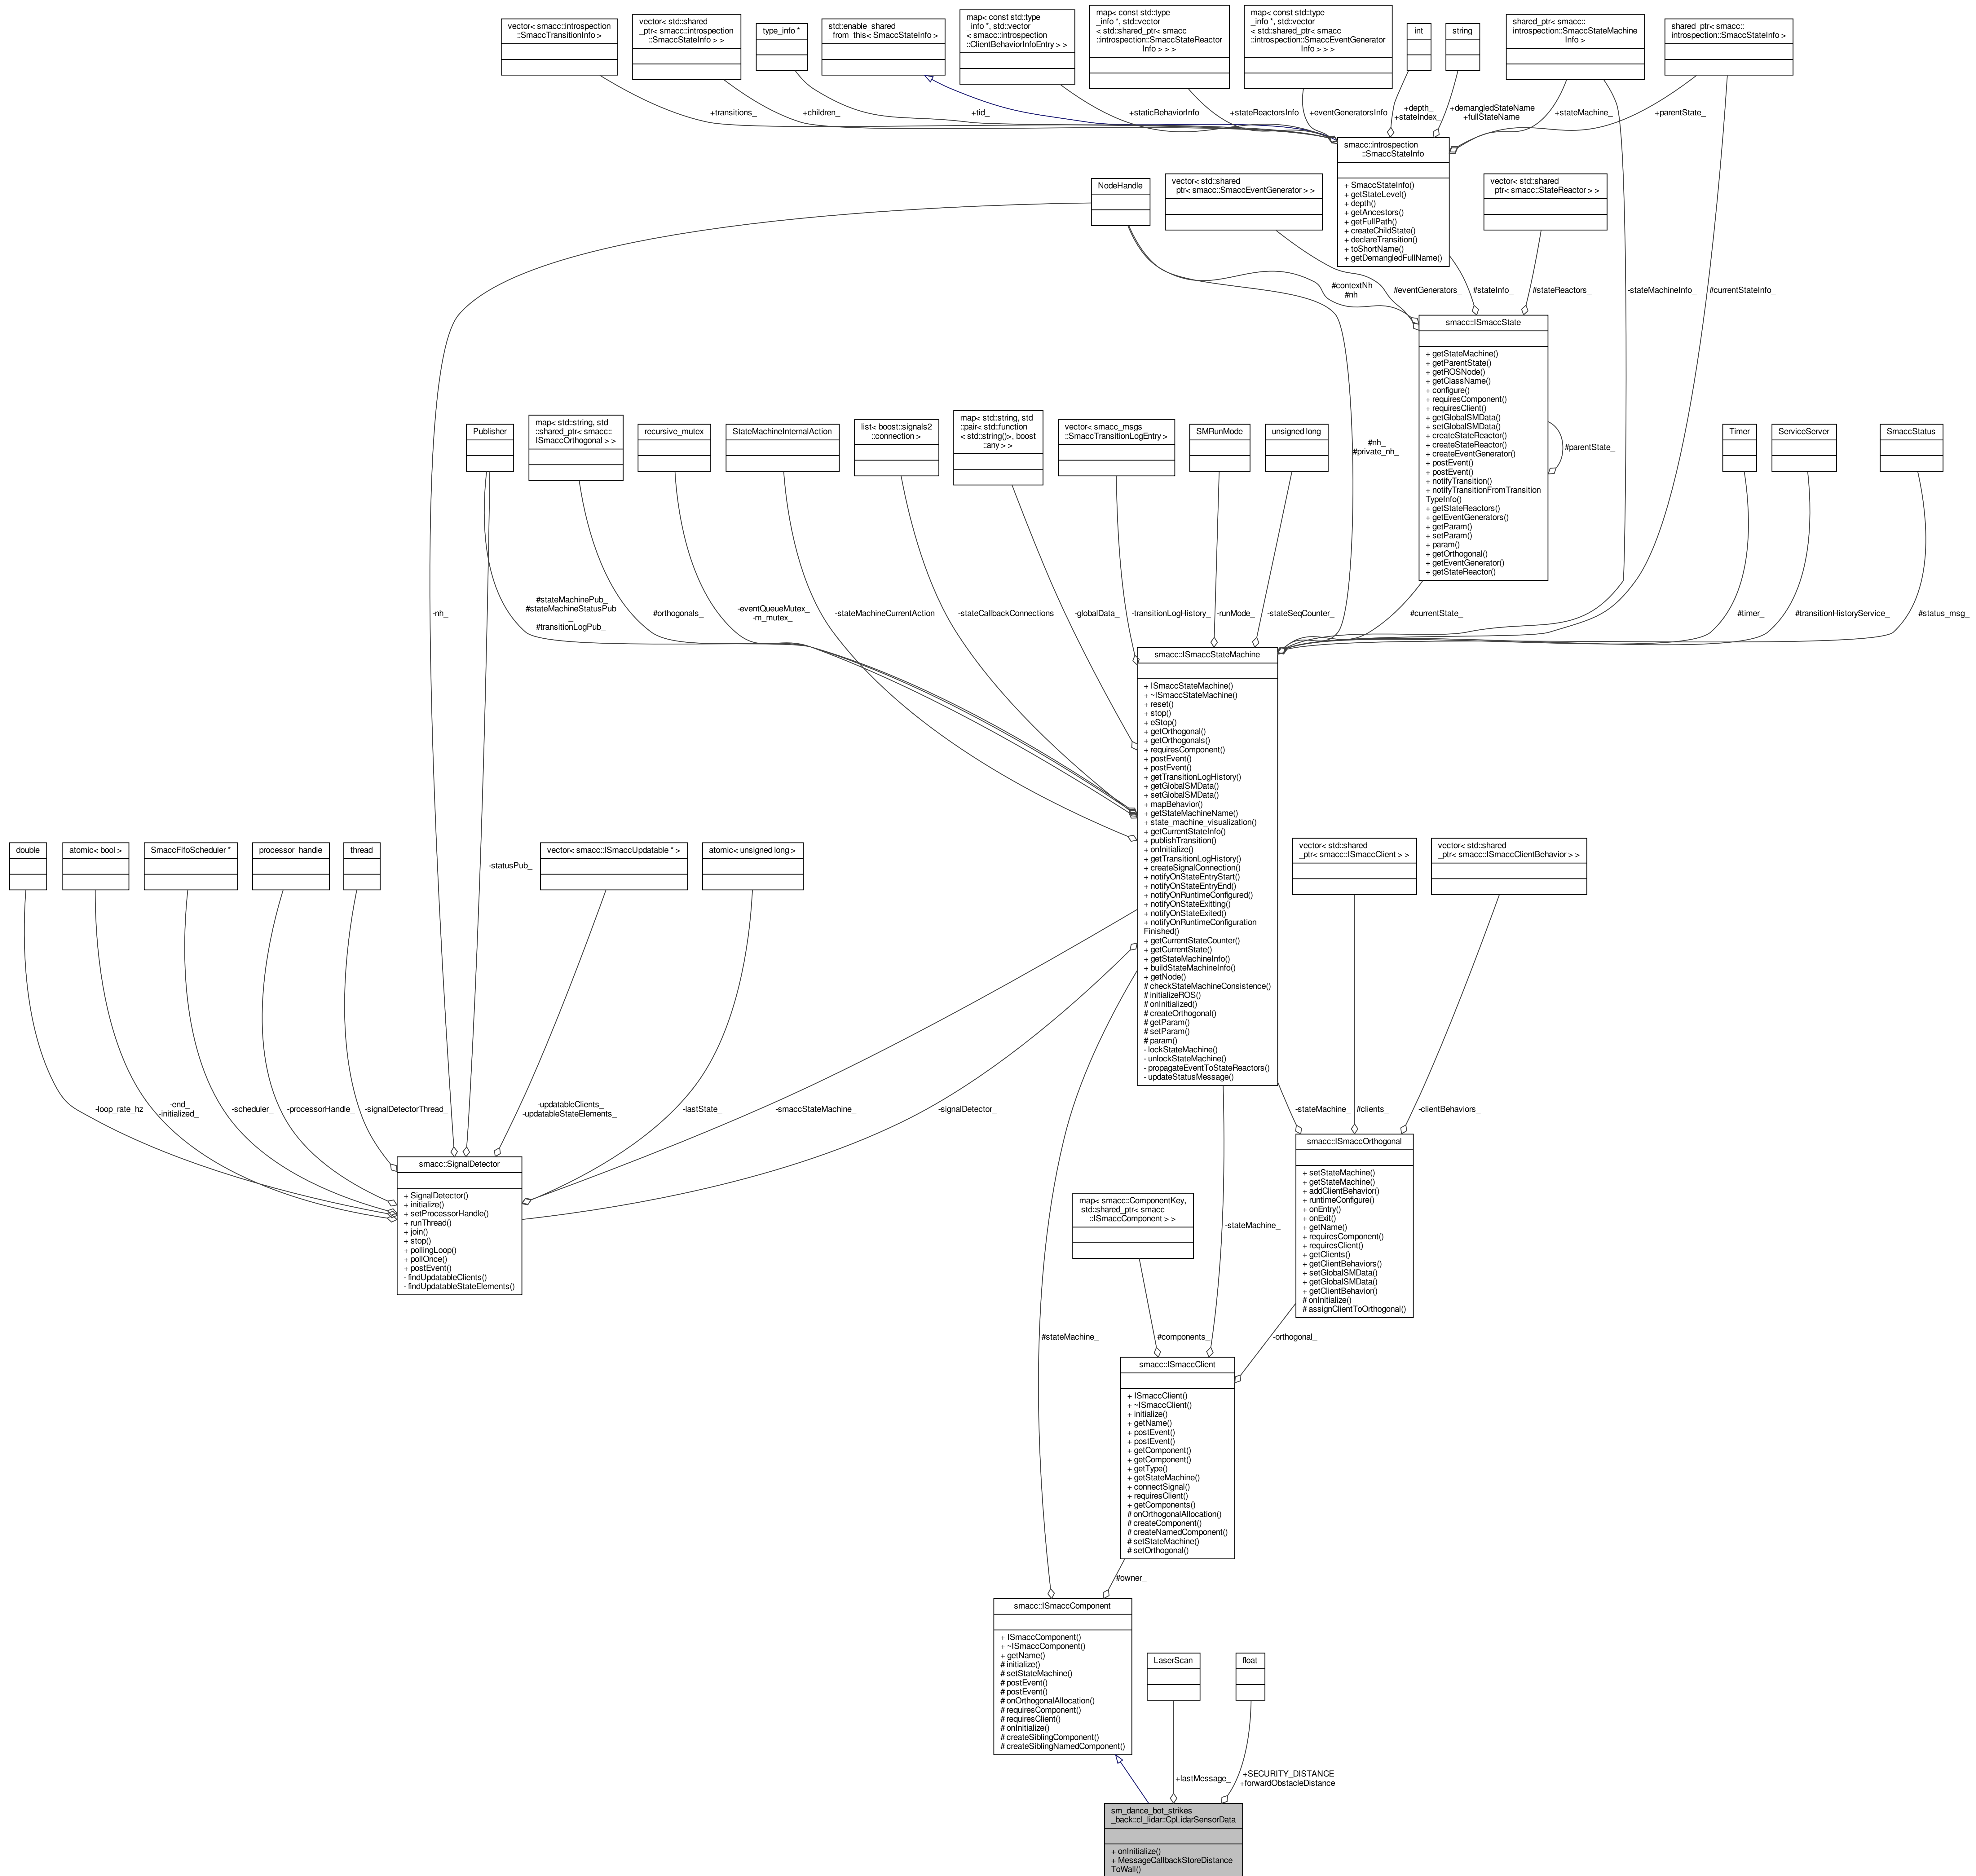 vector< smacc::introspection
::SmaccTransitionInfo >
vector< std::shared
_ptr< smacc::introspection
::SmaccStateInfo > >
type_info *
std::enable_shared
_from_this< SmaccStateInfo >
map< const std::type
_info *, std::vector
< smacc::introspection
::ClientBehaviorInfoEntry > >
map< const std::type
_info *, std::vector
< std::shared_ptr< smacc
::introspection::SmaccStateReactor
Info > > >
map< const std::type
_info *, std::vector
< std::shared_ptr< smacc
::introspection::SmaccEventGenerator
Info > > >
int
string
shared_ptr< smacc::
introspection::SmaccStateMachine
Info >
shared_ptr< smacc::
introspection::SmaccStateInfo >
+transitions_
+children_
+tid_
+staticBehaviorInfo
+stateReactorsInfo
+eventGeneratorsInfo
+depth_
+stateIndex_
+demangledStateName
+fullStateName
+stateMachine_
+parentState_
smacc::introspection
::SmaccStateInfo
+ SmaccStateInfo()
+ getStateLevel()
+ depth()
+ getAncestors()
+ getFullPath()
+ createChildState()
+ declareTransition()
+ toShortName()
+ getDemangledFullName()
NodeHandle
vector< std::shared
_ptr< smacc::SmaccEventGenerator > >
vector< std::shared
_ptr< smacc::StateReactor > >
#contextNh
#nh
#eventGenerators_
#stateInfo_
#stateReactors_
-stateMachineInfo_
#currentStateInfo_
smacc::ISmaccState
+ getStateMachine()
+ getParentState()
+ getROSNode()
+ getClassName()
+ configure()
+ requiresComponent()
+ requiresClient()
+ getGlobalSMData()
+ setGlobalSMData()
+ createStateReactor()
+ createStateReactor()
+ createEventGenerator()
+ postEvent()
+ postEvent()
+ notifyTransition()
+ notifyTransitionFromTransition
TypeInfo()
+ getStateReactors()
+ getEventGenerators()
+ getParam()
+ setParam()
+ param()
+ getOrthogonal()
+ getEventGenerator()
+ getStateReactor()
#parentState_
Publisher
map< std::string, std
::shared_ptr< smacc::
ISmaccOrthogonal > >
recursive_mutex
StateMachineInternalAction
list< boost::signals2
::connection >
map< std::string, std
::pair< std::function
< std::string()>, boost
::any > >
vector< smacc_msgs
::SmaccTransitionLogEntry >
SMRunMode
unsigned long
#nh_
#private_nh_
Timer
ServiceServer
SmaccStatus
-nh_
#stateMachinePub_
#stateMachineStatusPub
_
#transitionLogPub_
#orthogonals_
-eventQueueMutex_
-m_mutex_
-stateMachineCurrentAction
-stateCallbackConnections
-globalData_
-transitionLogHistory_
-runMode_
-stateSeqCounter_
#currentState_
#timer_
#transitionHistoryService_
#status_msg_
smacc::ISmaccStateMachine
+ ISmaccStateMachine()
+ ~ISmaccStateMachine()
+ reset()
+ stop()
+ eStop()
+ getOrthogonal()
+ getOrthogonals()
+ requiresComponent()
+ postEvent()
+ postEvent()
+ getTransitionLogHistory()
+ getGlobalSMData()
+ setGlobalSMData()
+ mapBehavior()
+ getStateMachineName()
+ state_machine_visualization()
+ getCurrentStateInfo()
+ publishTransition()
+ onInitialize()
+ getTransitionLogHistory()
+ createSignalConnection()
+ notifyOnStateEntryStart()
+ notifyOnStateEntryEnd()
+ notifyOnRuntimeConfigured()
+ notifyOnStateExitting()
+ notifyOnStateExited()
+ notifyOnRuntimeConfiguration
Finished()
+ getCurrentStateCounter()
+ getCurrentState()
+ getStateMachineInfo()
+ buildStateMachineInfo()
+ getNode()
# checkStateMachineConsistence()
# initializeROS()
# onInitialized()
# createOrthogonal()
# getParam()
# setParam()
# param()
- lockStateMachine()
- unlockStateMachine()
- propagateEventToStateReactors()
- updateStatusMessage()
double
atomic< bool >
SmaccFifoScheduler *
processor_handle
thread
-statusPub_
vector< smacc::ISmaccUpdatable * >
atomic< unsigned long >
vector< std::shared
_ptr< smacc::ISmaccClient > >
vector< std::shared
_ptr< smacc::ISmaccClientBehavior > >
-loop_rate_hz
-end_
-initialized_
-scheduler_
-processorHandle_
-signalDetectorThread_
-updatableClients_
-updatableStateElements_
-lastState_
-smaccStateMachine_
-signalDetector_
-stateMachine_
#clients_
-clientBehaviors_
smacc::SignalDetector
+ SignalDetector()
+ initialize()
+ setProcessorHandle()
+ runThread()
+ join()
+ stop()
+ pollingLoop()
+ pollOnce()
+ postEvent()
- findUpdatableClients()
- findUpdatableStateElements()
smacc::ISmaccOrthogonal
+ setStateMachine()
+ getStateMachine()
+ addClientBehavior()
+ runtimeConfigure()
+ onEntry()
+ onExit()
+ getName()
+ requiresComponent()
+ requiresClient()
+ getClients()
+ getClientBehaviors()
+ setGlobalSMData()
+ getGlobalSMData()
+ getClientBehavior()
# onInitialize()
# assignClientToOrthogonal()
map< smacc::ComponentKey,
std::shared_ptr< smacc
::ISmaccComponent > >
-stateMachine_
#stateMachine_
#components_
-orthogonal_
smacc::ISmaccClient
+ ISmaccClient()
+ ~ISmaccClient()
+ initialize()
+ getName()
+ postEvent()
+ postEvent()
+ getComponent()
+ getComponent()
+ getType()
+ getStateMachine()
+ connectSignal()
+ requiresClient()
+ getComponents()
# onOrthogonalAllocation()
# createComponent()
# createNamedComponent()
# setStateMachine()
# setOrthogonal()
#owner_
smacc::ISmaccComponent
+ ISmaccComponent()
+ ~ISmaccComponent()
+ getName()
# initialize()
# setStateMachine()
# postEvent()
# postEvent()
# onOrthogonalAllocation()
# requiresComponent()
# requiresClient()
# onInitialize()
# createSiblingComponent()
# createSiblingNamedComponent()
LaserScan
float
+lastMessage_
+SECURITY_DISTANCE
+forwardObstacleDistance
sm_dance_bot_strikes
_back::cl_lidar::CpLidarSensorData
+ onInitialize()
+ MessageCallbackStoreDistance
ToWall()